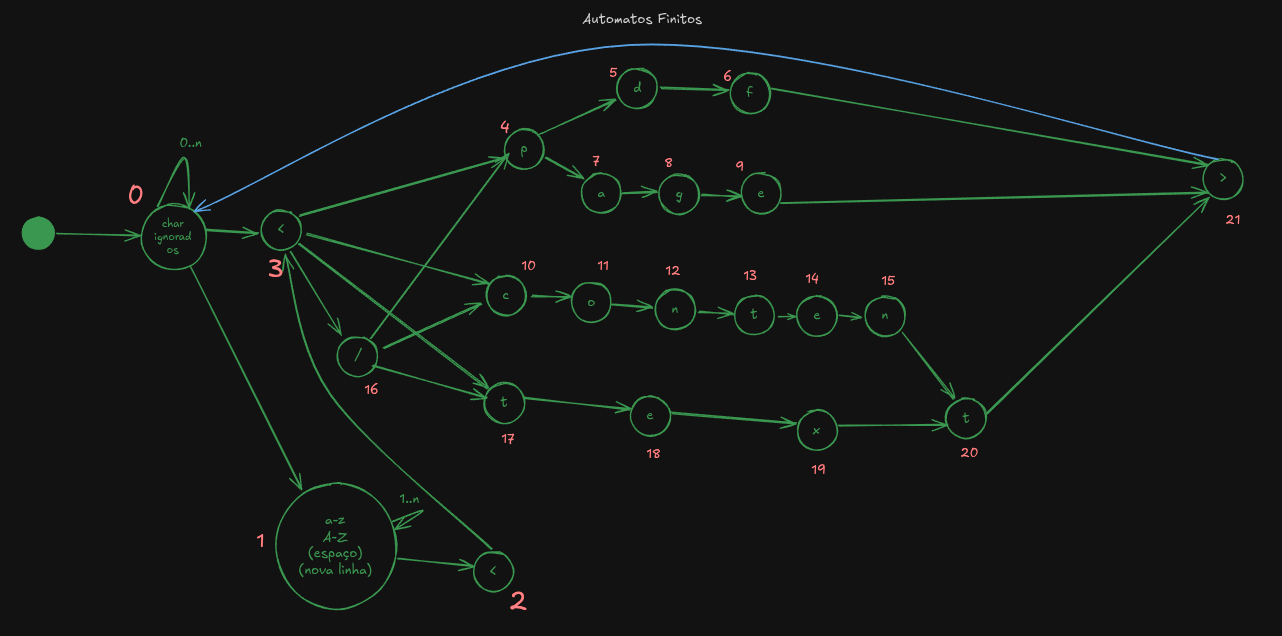 Automatos Finitos
5
d
6
f
4
p
0..n
0
7
a
8
g
9
e
>
21
char
ignorad
os
<
3
10
c
11
o
12
n
13
t
14
e
15
n
/
16
t
17
e
18
x
19
t
20
1..n
1
a-z
A-Z
(espaço)
(nova linha)
<
2